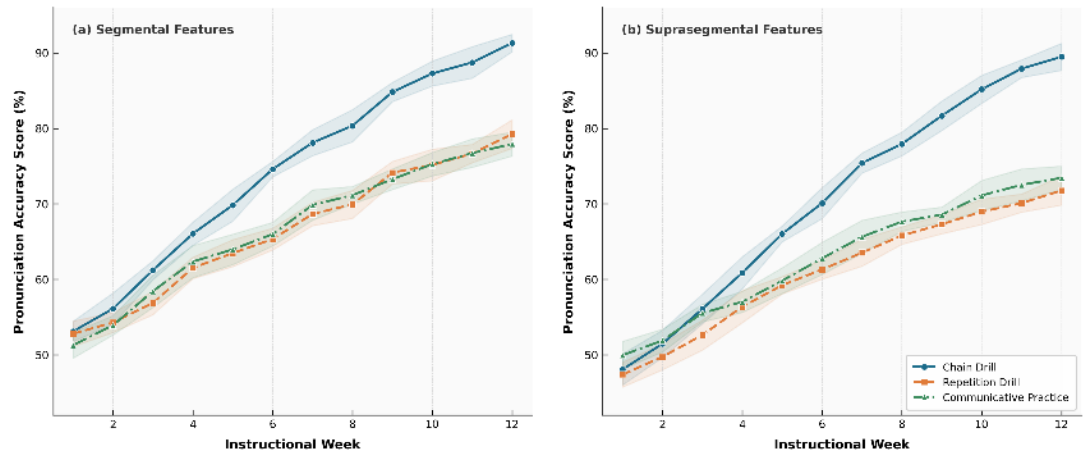 (a) Segmental Features
Pronunciation Accuracy Score (%)
90
80
70
60
50
2
4
6
8
10
12
Instructional Week
(b) Suprasegmental Features
Pronunciation Accuracy Score (%)
90
80
70
60
50
2
4
6
8
10
12
Instructional Week
Chain Drill
Repetition Drill
Communicative Practice